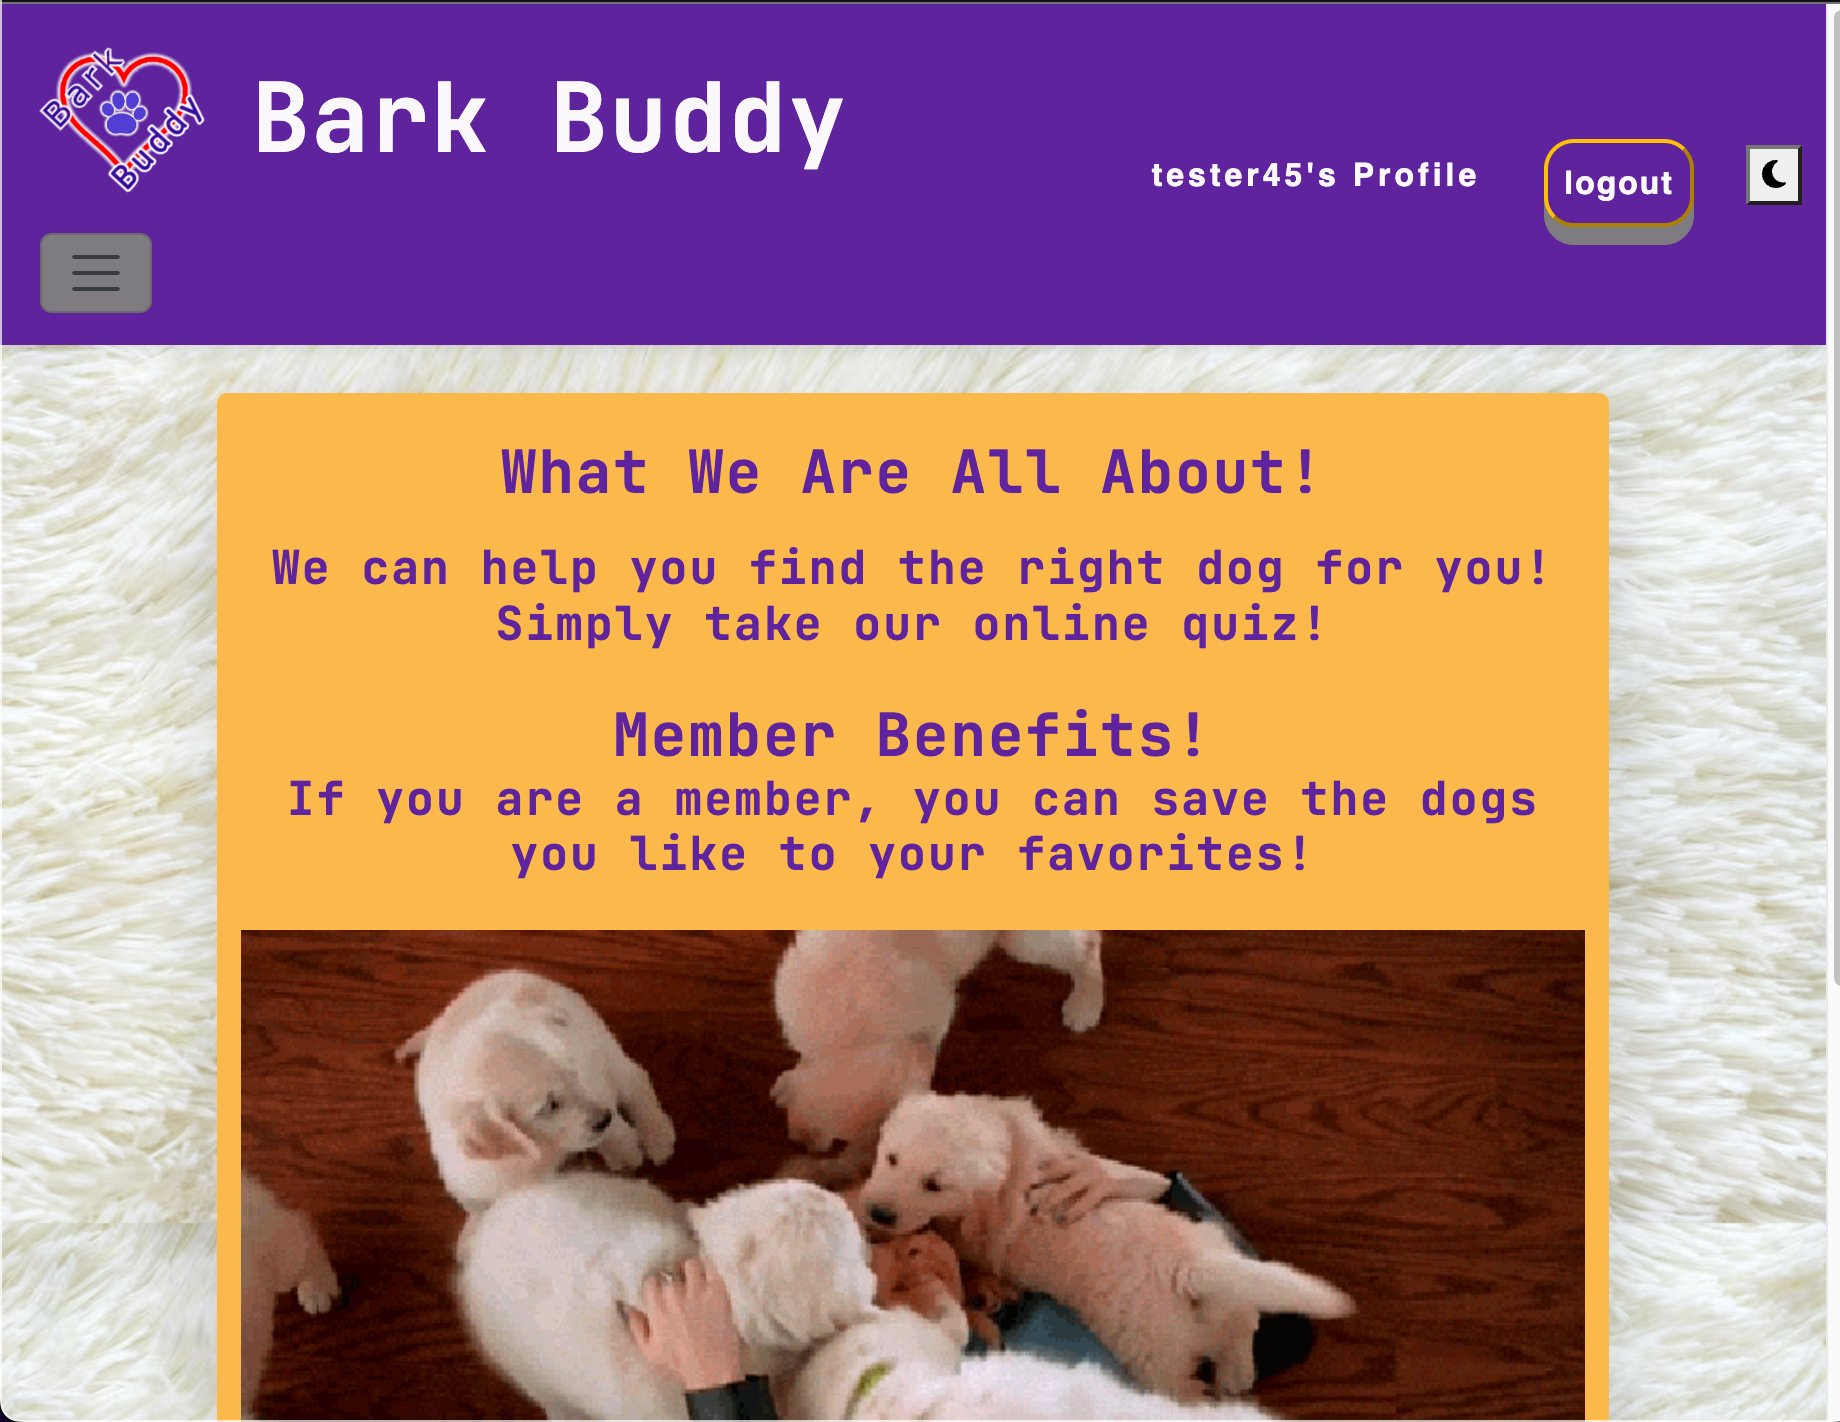 Bark Buddy
Bark Buddy
tester45's Profile
logout
What We Are All About!
We can help you find the right dog for you!
Simply take our online quiz!
Member Benefits!
If you are a member, you can save the dogs
you like to your favorites!